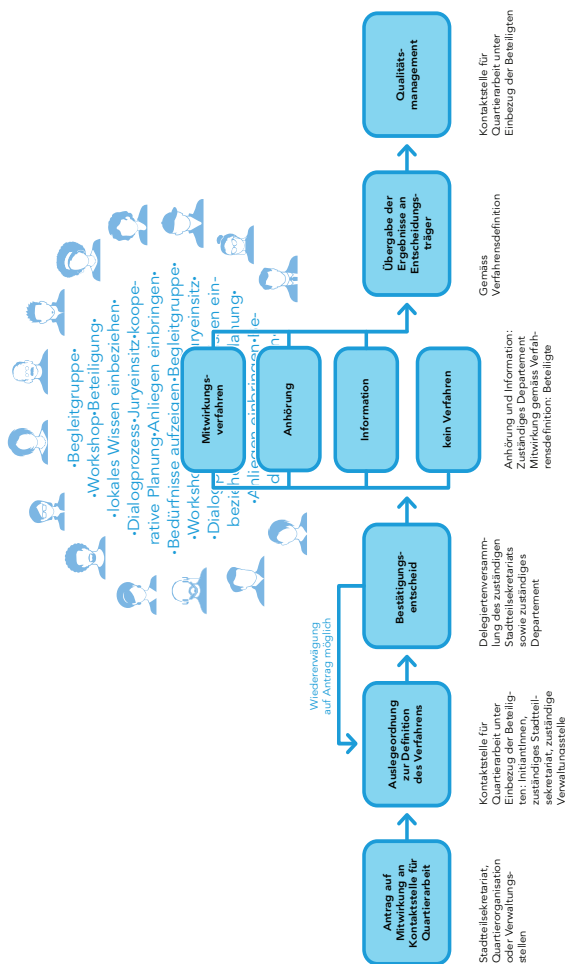 •Begleitgruppe•
•Workshop•Beteiligung•
•lokales Wissen einbeziehen•
•Dialogprozess•Juryeinsitz•koope-
rative Planung•Anliegen einbringen•
•Bedürfnisse aufzeigen•Begleitgruppe•
•Anliegen einbringen•Be-
Wiedererwägung
auf Antrag möglich
Antrag auf
Mitwirkung an
Kontaktstelle für
Quartierarbeit
Auslegeordnung
zur Definition
des Verfahrens
Bestätigungs-
entscheid
Mitwirkungs-
verfahren
Anhörung
Information
kein Verfahren
Übergabe der
Ergebnisse an
Entscheidungs-
träger
Qualitäts-
management
Stadtteilsekretariat,
Quartierorganisation
oder Verwaltungs-
stellen
Kontaktstelle für
Quartierarbeit unter
Einbezug der Beteilig-
ten: InitiantInnen,
zuständiges Stadtteil-
sekretariat, zuständige
Verwaltungsstelle
Delegiertenversamm-
lung des zuständigen
Stadtteilsekretariats
sowie zuständiges
Departement
Anhörung und Information:
Zuständiges Departement
Mitwirkung gemäss Verfah-
rensdefinition: Beteiligte
Gemäss
Verfahrensdefinition
Kontaktstelle für
Quartierarbeit unter
Einbezug der Beteiligten